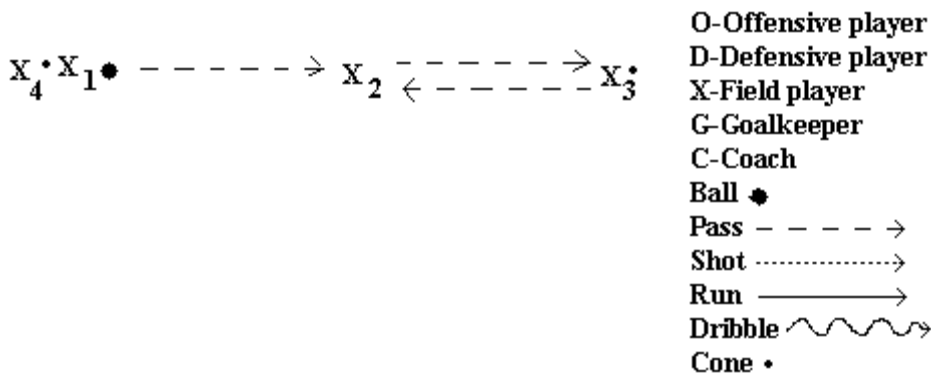 X4 X1 X2 X3
O-Offensive player
D-Defensive player
X-Field player
G-Goalkeeper
C-Coach
Ball
Pass
Shot
Run
Dribble
Cone